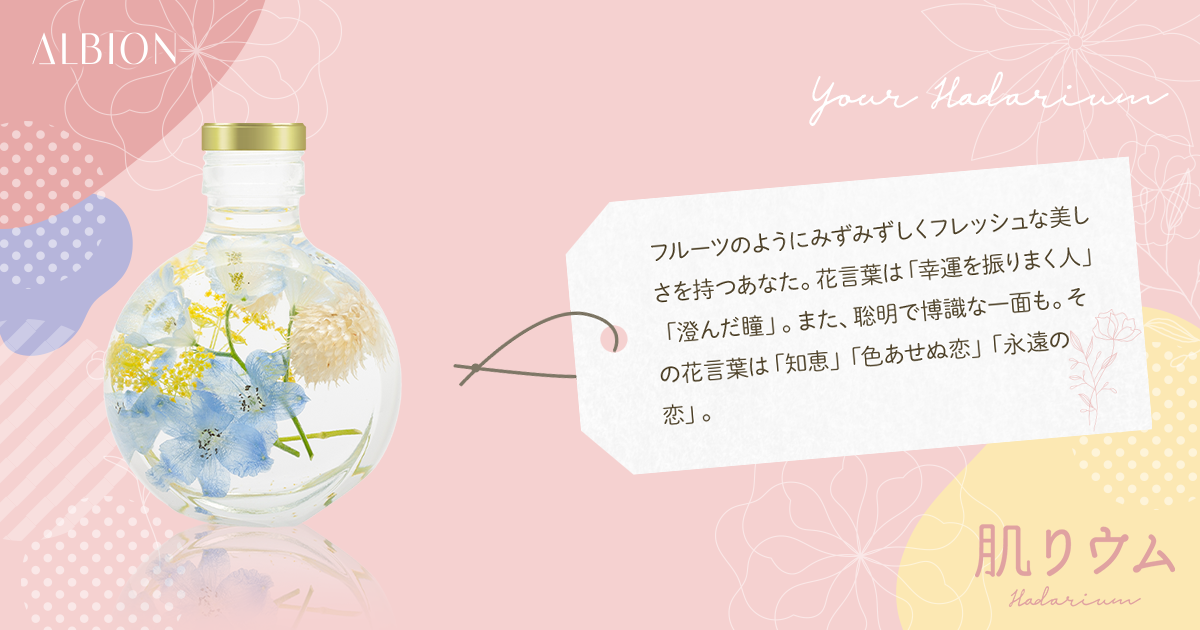 ALBION
Your Hadarium
フルーツのようにみずみずしくフレッシュな美し
さを持つあなた。花言葉は「幸運を振りまく人」
「澄んだ瞳」。また、聡明で博識な一面も。そ
の花言葉は「知恵」「色あせぬ恋」「永遠の
恋」。
肌りウム
Hadarium